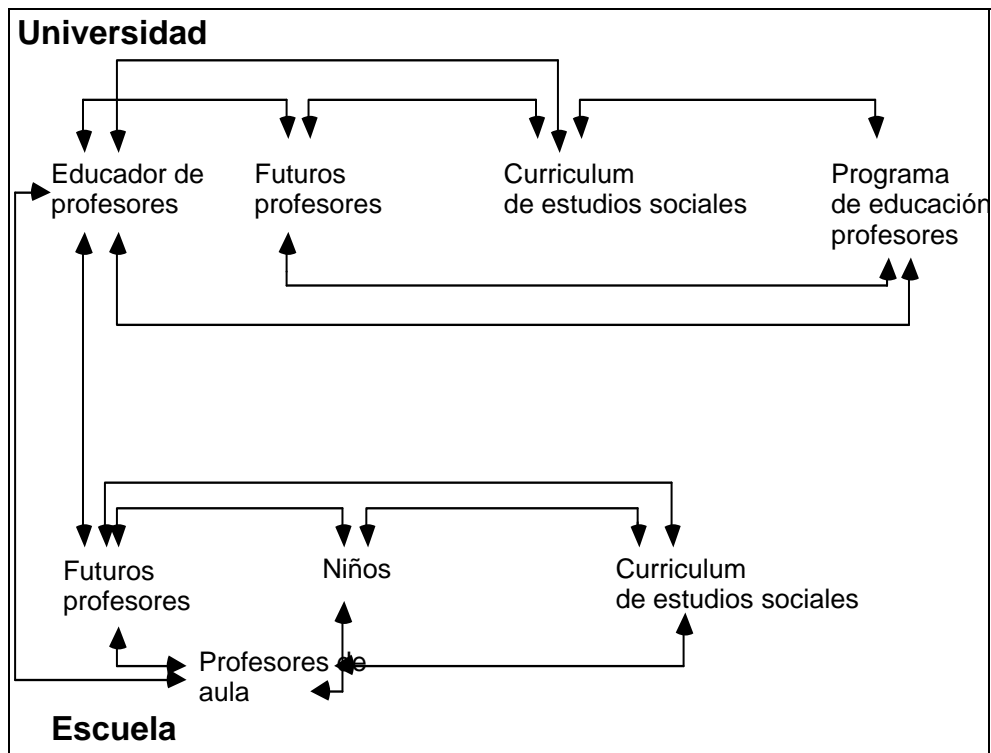 Universidad
Educador de
profesores
Futuros
profesores
Curriculum
de estudios sociales
Programa
de educación
profesores
Futuros
profesores
Niños
Curriculum
de estudios sociales
Profesores de
aula
Escuela